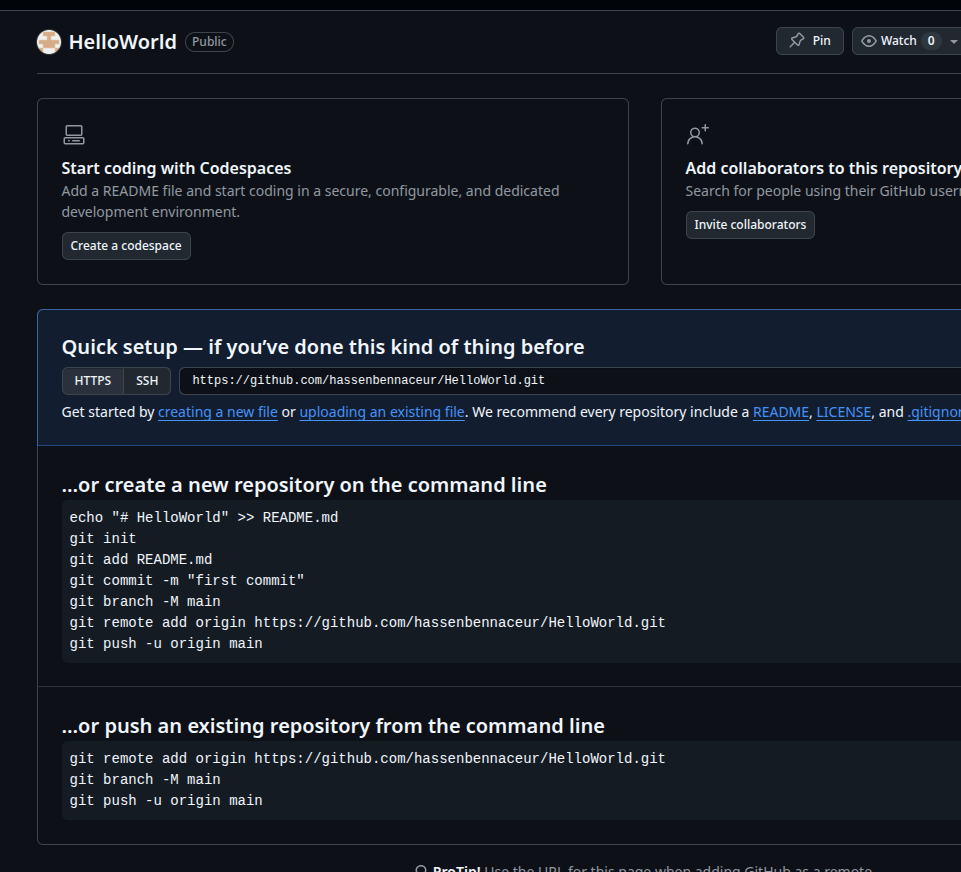 HelloWorld Public
Pin
Watch 0
Start coding with Codespaces
Add a README file and start coding in a secure, configurable, and dedicated
development environment.
Create a codespace
Add collaborators to this repository
Search for people using their GitHub user
Invite collaborators
Quick setup — if you’ve done this kind of thing before
HTTPS SSH https://github.com/hassenbennaceur/HelloWorld.git
Get started by creating a new file or uploading an existing file. We recommend every repository include a README, LICENSE, and .gitignor
...or create a new repository on the command line
echo "# HelloWorld" >> README.md
git init
git add README.md
git commit -m "first commit"
git branch -M main
git remote add origin https://github.com/hassenbennaceur/HelloWorld.git
git push -u origin main
...or push an existing repository from the command line
git remote add origin https://github.com/hassenbennaceur/HelloWorld.git
git branch -M main
git push -u origin main
ProTip! Use the URL for this page when adding GitHub as a remote